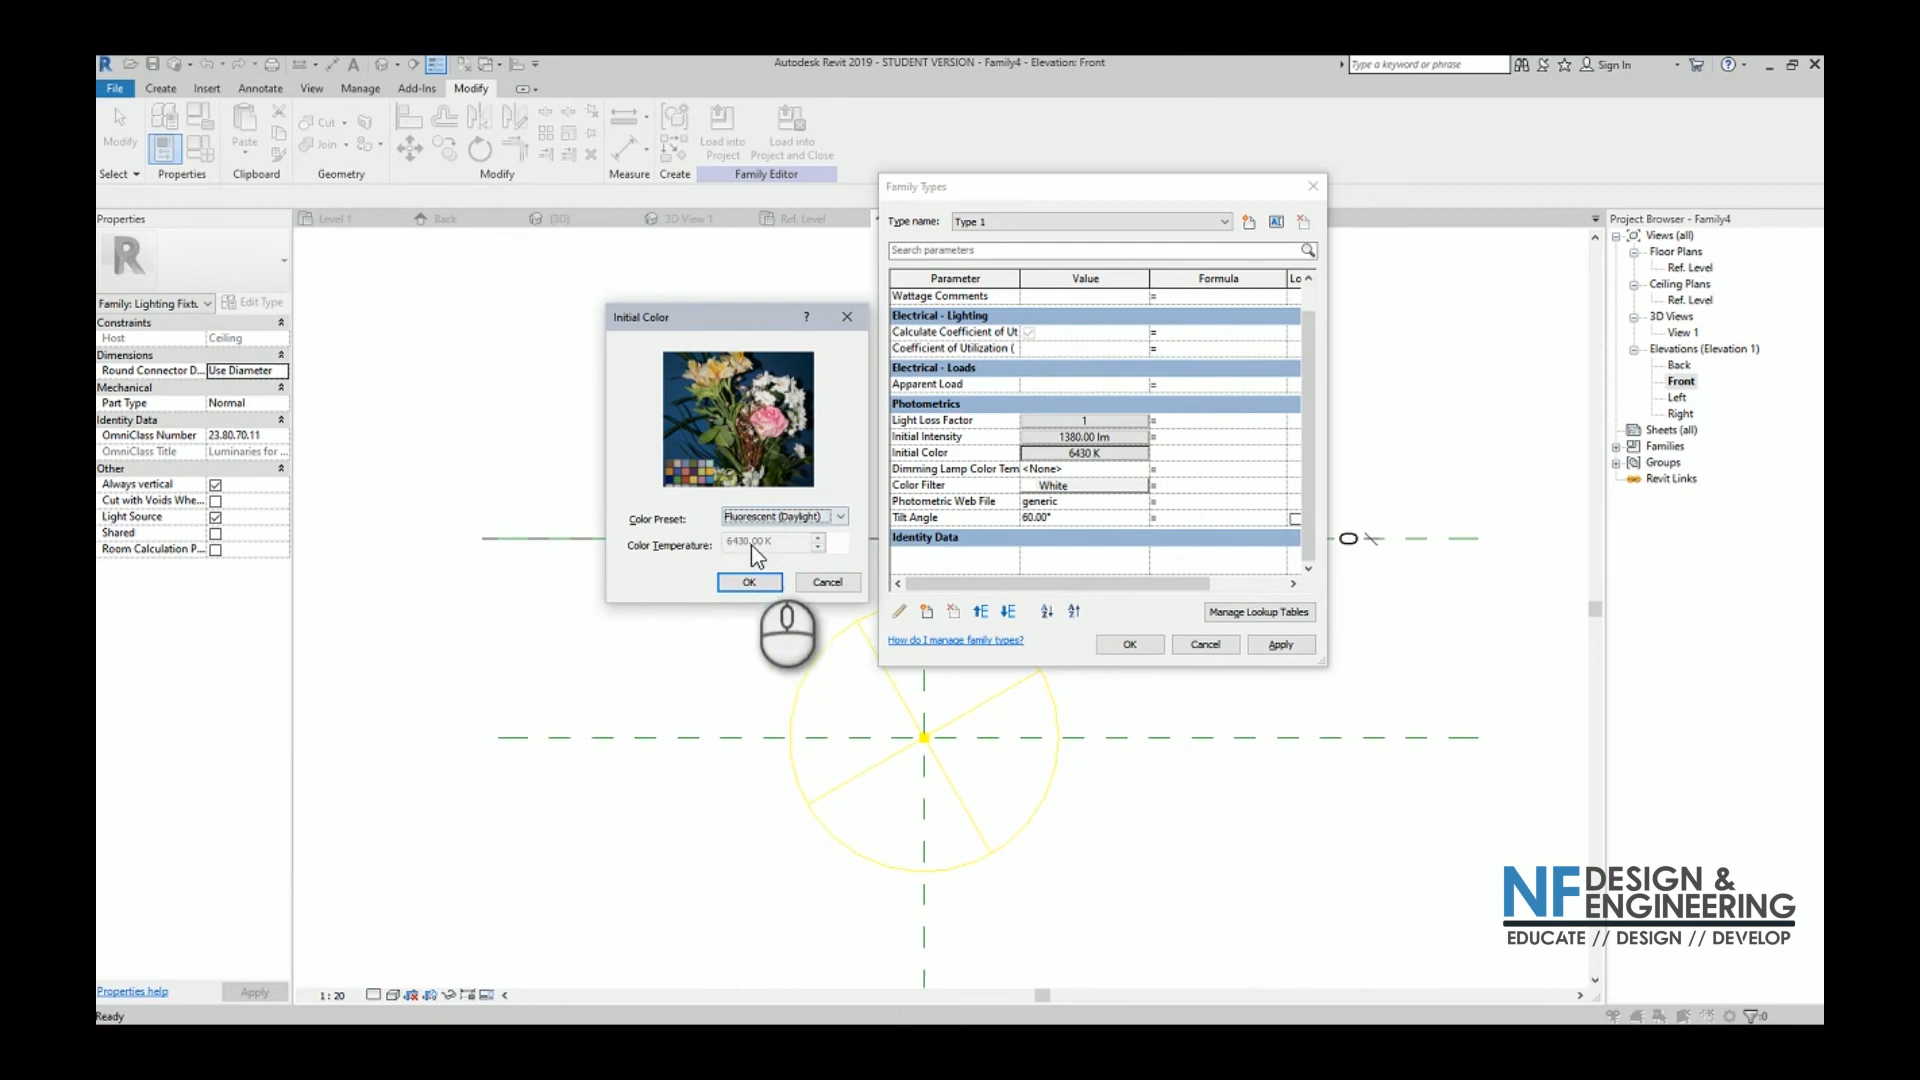 Autodesk Revit 2019 - STUDENT VERSION - Family4 - Elevation: Front
Type a keyword or phrase
Sign In
File Create Insert Annotate View Manage Add-Ins Modify
Modify
Paste
Cut
Join
Load into Project
Load into Project and Close
Select Properties Clipboard Geometry Modify Measure Create Family Editor
Properties
Level 1 Back {3D} 3D View 1 Ref. Level
Family: Lighting Fixtu Edit Type
Constraints
Host Ceiling
Dimensions
Round Connector D... Use Diameter
Mechanical
Part Type Normal
Identity Data
OmniClass Number 23.80.70.11
OmniClass Title Luminaries for ...
Other
Always vertical
Cut with Voids Whe...
Light Source
Shared
Room Calculation P...
Properties help Apply
Initial Color
?
Color Preset: Fluorescent (Daylight)
Color Temperature: 6430.00 K
OK Cancel
Family Types
Type name: Type 1
Search parameters
Parameter Value Formula Lo
Wattage Comments =
Electrical - Lighting
Calculate Coefficient of Ut =
Coefficient of Utilization ( =
Electrical - Loads
Apparent Load =
Photometrics
Light Loss Factor 1 =
Initial Intensity 1380.00 lm =
Initial Color 6430 K =
Dimming Lamp Color Tem <None> =
Color Filter White =
Photometric Web File generic =
Tilt Angle 60.00° =
Identity Data
Manage Lookup Tables
How do I manage family types?
OK Cancel Apply
Project Browser - Family4
Views (all)
Floor Plans
Ref. Level
Ceiling Plans
Ref. Level
3D Views
View 1
Elevations (Elevation 1)
Back
Front
Left
Right
Sheets (all)
Families
Groups
Revit Links
NF DESIGN & ENGINEERING
EDUCATE // DESIGN // DEVELOP
1 : 20
Ready
:0